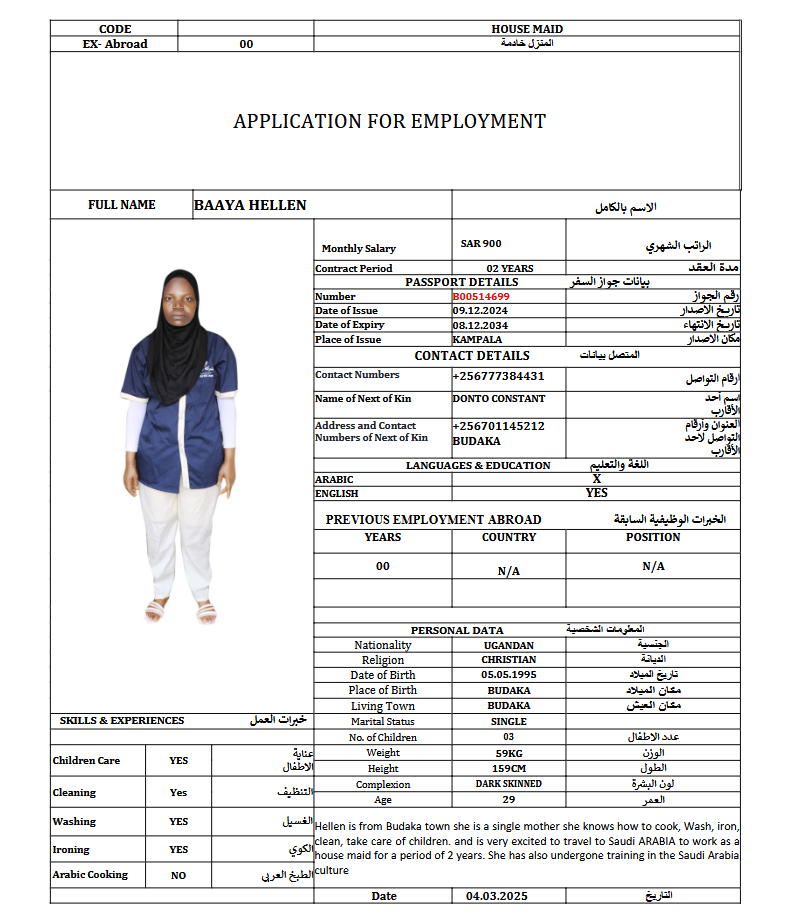 CODE HOUSE MAID
EX- Abroad 00 المنزل خادمة
APPLICATION FOR EMPLOYMENT
FULL NAME BAAYA HELLEN الاسم بالكامل
Monthly Salary SAR 900 الراتب الشهري
Contract Period 02 YEARS مدة العقد
PASSPORT DETAILS بيانات جواز السفر
Number B00514699 رقم الجواز
Date of Issue 09.12.2024 تاريخ الاصدار
Date of Expiry 08.12.2034 تاريخ الانتهاء
Place of Issue KAMPALA مكان الاصدار
CONTACT DETAILS المتصل بيانات
Contact Numbers +256777384431 ارقام التواصل
Name of Next of Kin DONTO CONSTANT اسم أحد
الأقارب
Address and Contact +256701145212 العنوان وأرقام
Numbers of Next of Kin BUDAKA التواصل لاحد
الأقارب
LANGUAGES & EDUCATION اللغة والتعليم
ARABIC X
ENGLISH YES
PREVIOUS EMPLOYMENT ABROAD الخبرات الوظيفية السابقة
YEARS COUNTRY POSITION
00 N/A N/A
PERSONAL DATA المعلومات الشخصية
Nationality UGANDAN الجنسية
Religion CHRISTIAN الديانة
Date of Birth 05.05.1995 تاريخ الميلاد
Place of Birth BUDAKA مكان الميلاد
Living Town BUDAKA مكان العيش
Marital Status SINGLE
No. of Children 03 عدد الاطفال
Weight 59KG الوزن
Height 159CM الطول
Complexion DARK SKINNED لون البشرة
Age 29 العمر
SKILLS & EXPERIENCES خبرات العمل
Children Care YES عناية
الاطفال
Cleaning Yes التنظيف
Washing YES الغسيل
Ironing YES الكوي
Arabic Cooking NO الطبخ العربي
Hellen is from Budaka town she is a single mother she knows how to cook, Wash, iron,
clean, take care of children. and is very excited to travel to Saudi ARABIA to work as a
house maid for a period of 2 years. She has also undergone training in the Saudi Arabia
culture
Date 04.03.2025 التاريخ